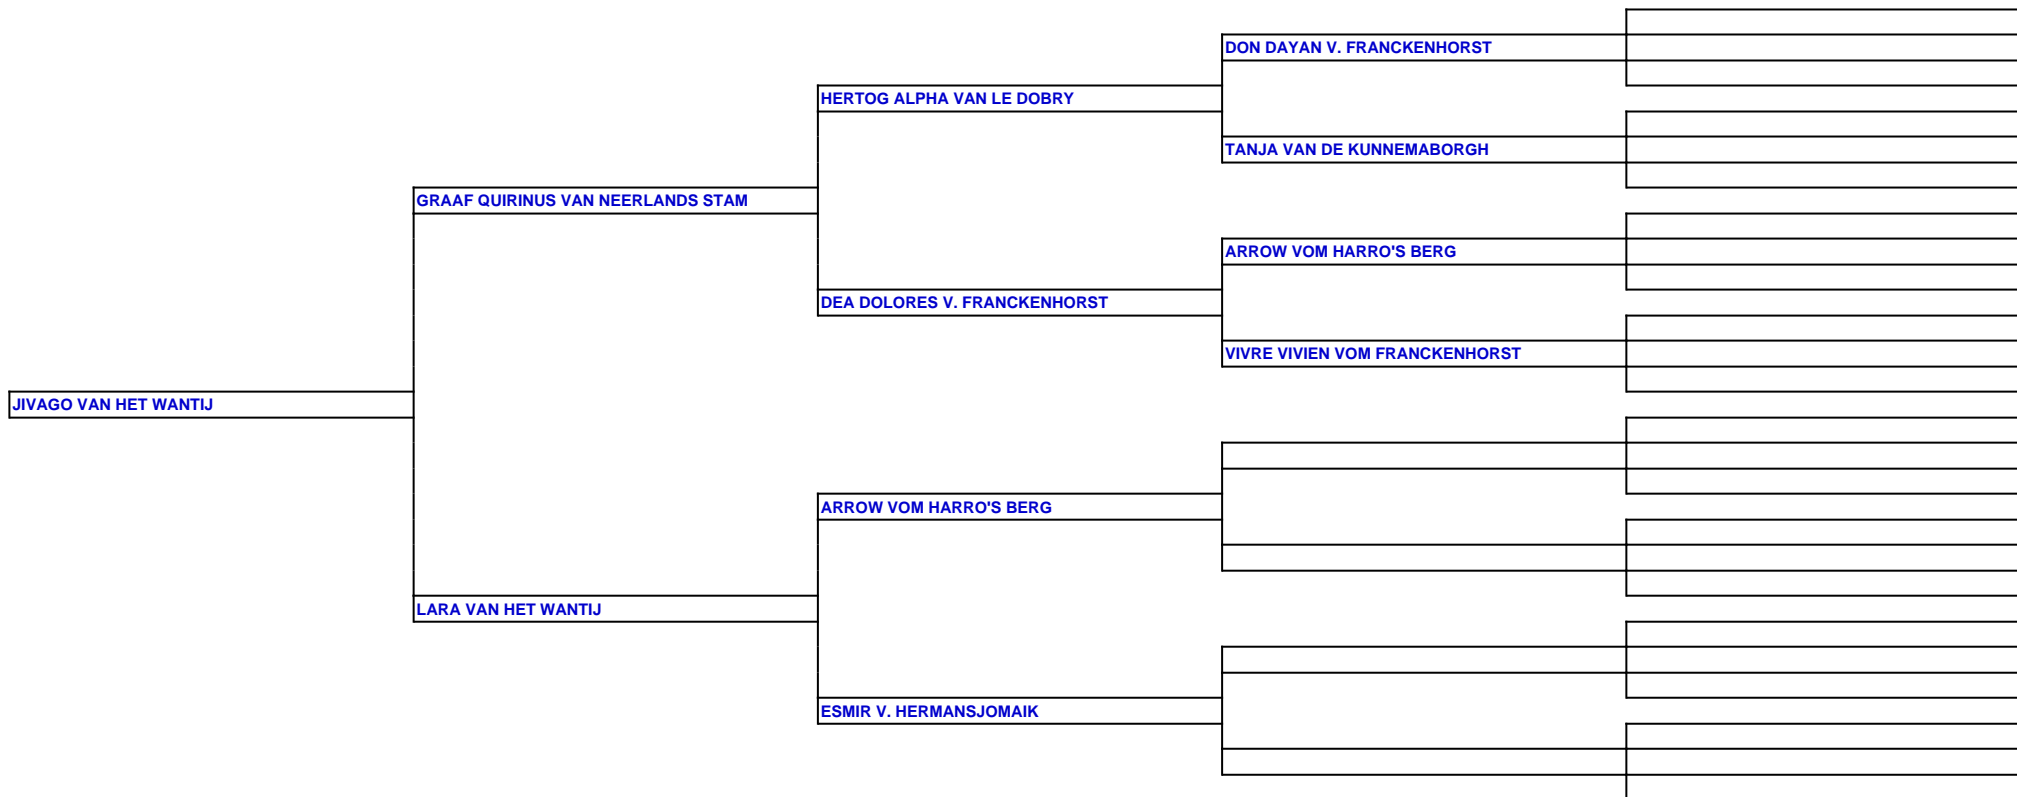 DON DAYAN V. FRANCKENHORST
HERTOG ALPHA VAN LE DOBRY
TANJA VAN DE KUNNEMABORGH
GRAAF QUIRINUS VAN NEERLANDS STAM
ARROW VOM HARRO'S BERG
DEA DOLORES V. FRANCKENHORST
VIVRE VIVIEN VOM FRANCKENHORST
JIVAGO VAN HET WANTIJ
ARROW VOM HARRO'S BERG
LARA VAN HET WANTIJ
ESMIR V. HERMANSJOMAIK